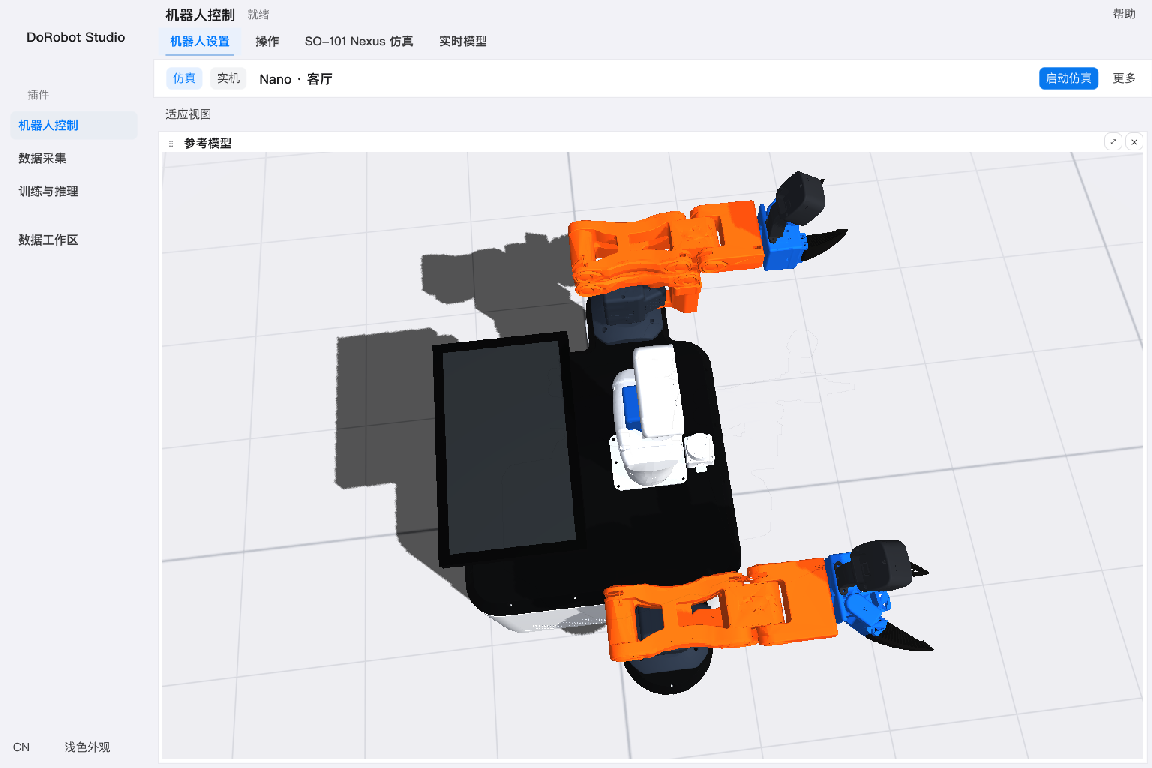 DoRobot Studio
插件
机器人控制
数据采集
训练与推理
数据工作区
CN 浅色外观
机器人控制 就绪
帮助
机器人设置 操作 SO-101 Nexus 仿真 实时模型
仿真 实机 Nano · 客厅
启动仿真 更多
适应视图
参考模型